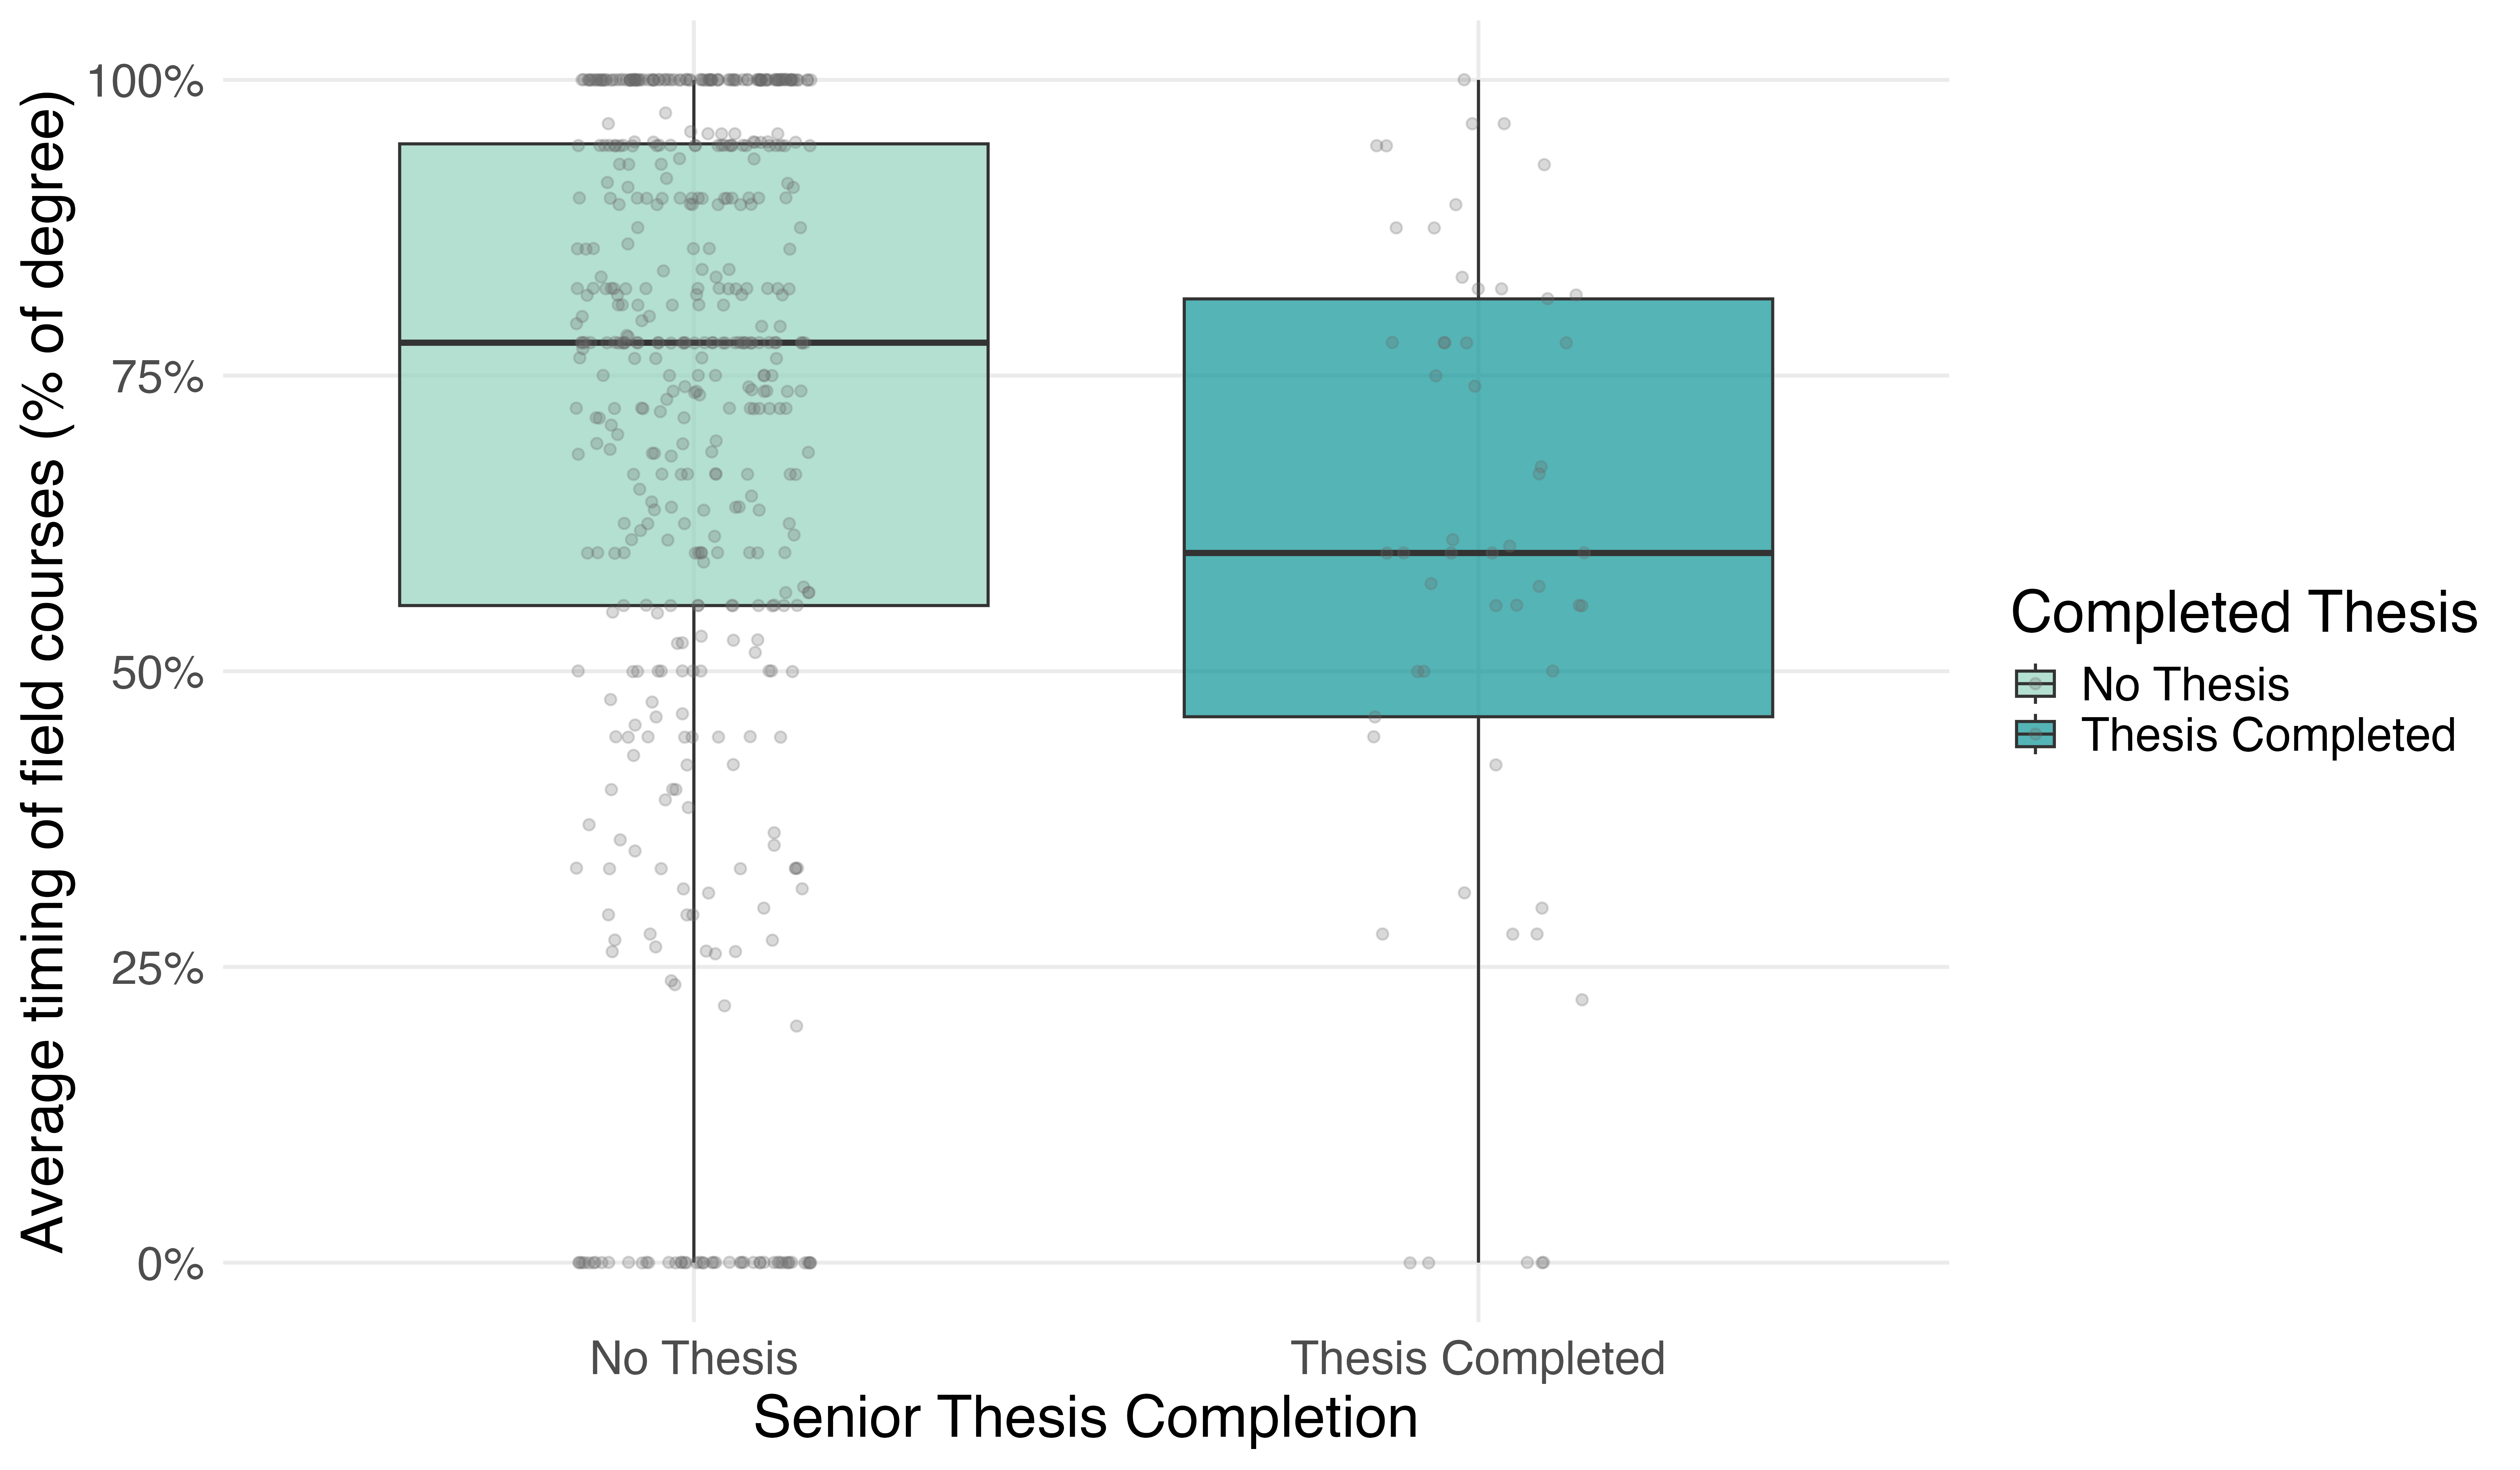 Average timing of field courses (% of degree)
100%
75%
50%
25%
0%
No Thesis
Thesis Completed
Senior Thesis Completion
Completed Thesis
No Thesis
Thesis Completed